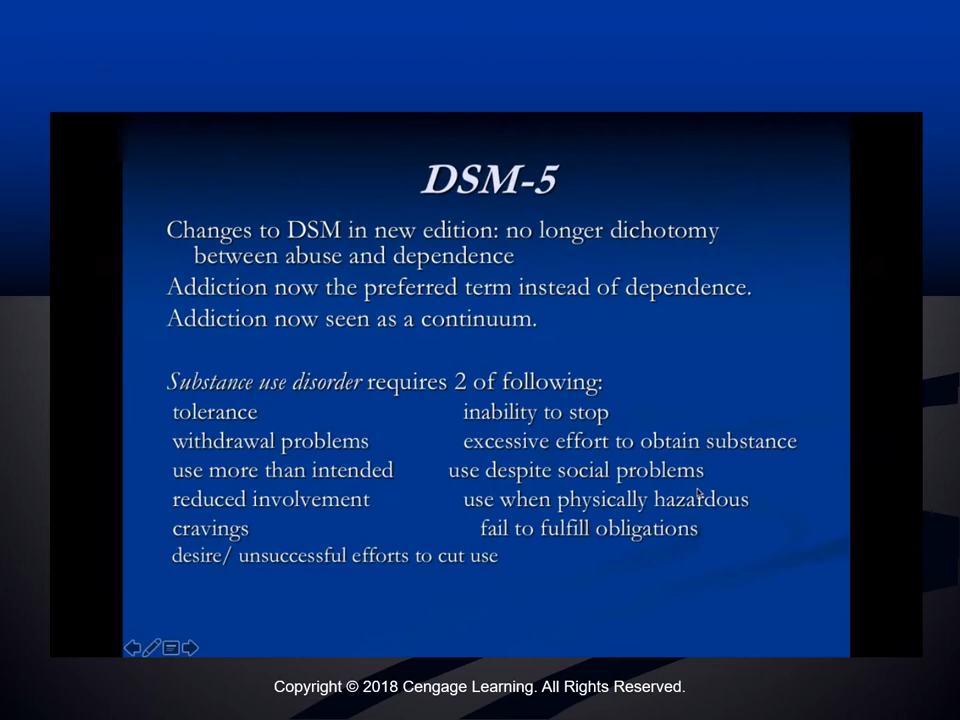 DSM-5
Changes to DSM in new edition: no longer dichotomy
between abuse and dependence
Addiction now the preferred term instead of dependence.
Addiction now seen as a continuum.
Substance use disorder requires 2 of following:
tolerance inability to stop
withdrawal problems excessive effort to obtain substance
use more than intended use despite social problems
reduced involvement use when physically hazardous
cravings fail to fulfill obligations
desire/ unsuccessful efforts to cut use
Copyright © 2018 Cengage Learning. All Rights Reserved.